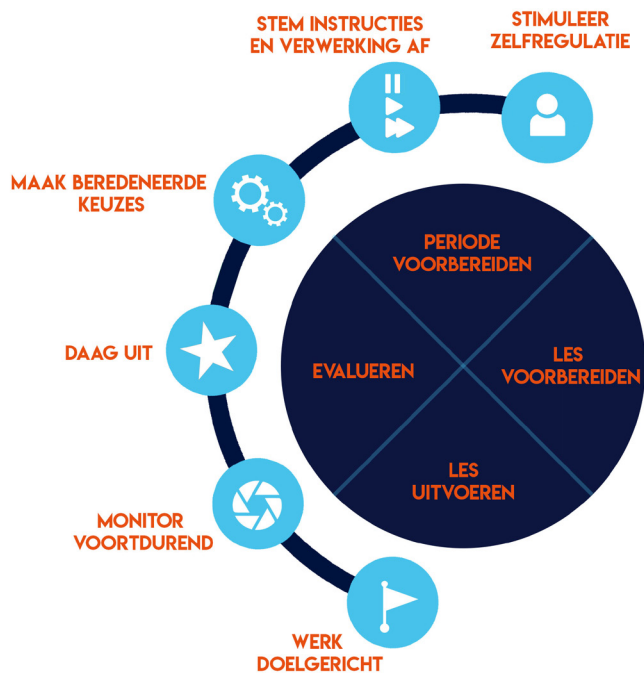 STEM INSTRUCTIES
EN VERWERKING AF
STIMULEER
ZELFREGULATIE
MAAK BEREDENEERDE
KEUZES
DAAG UIT
MONITOR
VOORTDUREND
WERK
DOELGERICHT
PERIODE
VOORBEREIDEN
EVALUEREN
LES
VOORBEREIDEN
LES
UITVOEREN